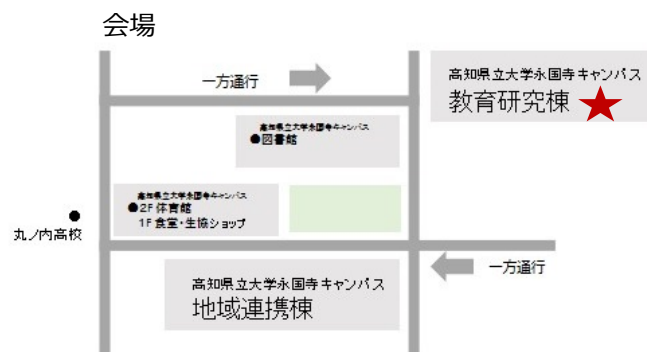 会場
一方通行
高知県立大学永国寺キャンパス
教育研究棟
高知県立大学永国寺キャンパス
●図書館
高知県立大学永国寺キャンパス
●2F 体育館
1F 食堂・生協ショップ
丸ノ内高校
一方通行
高知県立大学永国寺キャンパス
地域連携棟